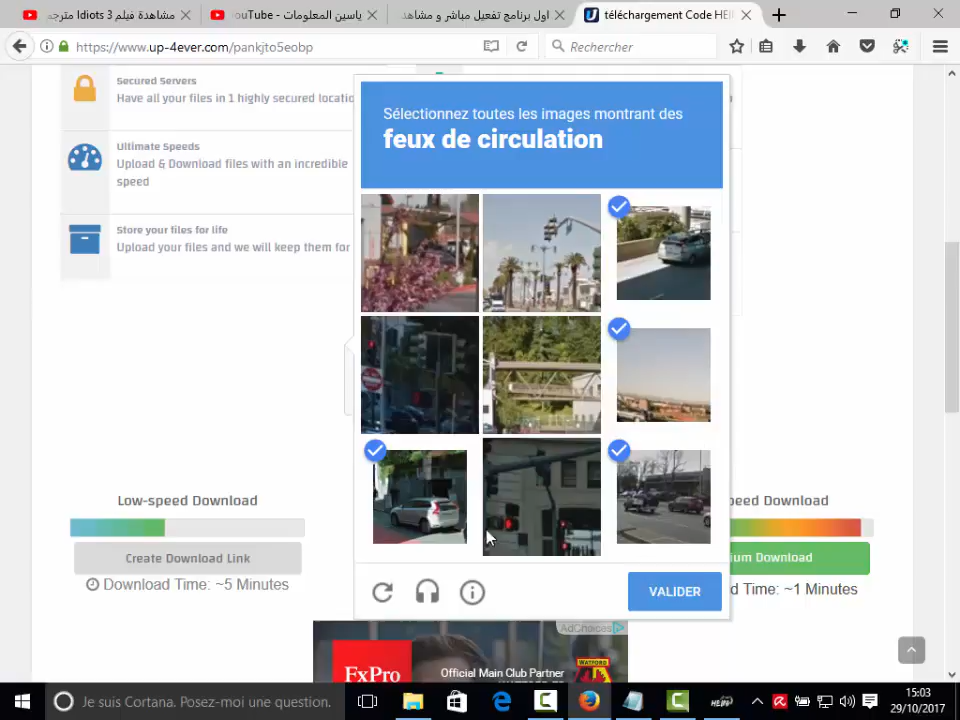 مشاهدة فيلم 3 Idiots مترجم
ياسين المعلومات - YouTube
اول برنامج تفعيل مباشر و مشاهد
téléchargement Code HEI
https://www.up-4ever.com/pankjto5eobp
Rechercher
Secured Servers
Have all your files in 1 highly secured locatio
Ultimate Speeds
Upload & Download files with an incredible
speed
Store your files for life
Upload your files and we will keep them for
Sélectionnez toutes les images montrant des
feux de circulation
VALIDER
Low-speed Download
Create Download Link
Download Time: ~5 Minutes
peed Download
ium Download
d Time: ~1 Minutes
AdChoices
FxPro
Official Main Club Partner
WATFORD
Je suis Cortana. Posez-moi une question.
15:03
29/10/2017